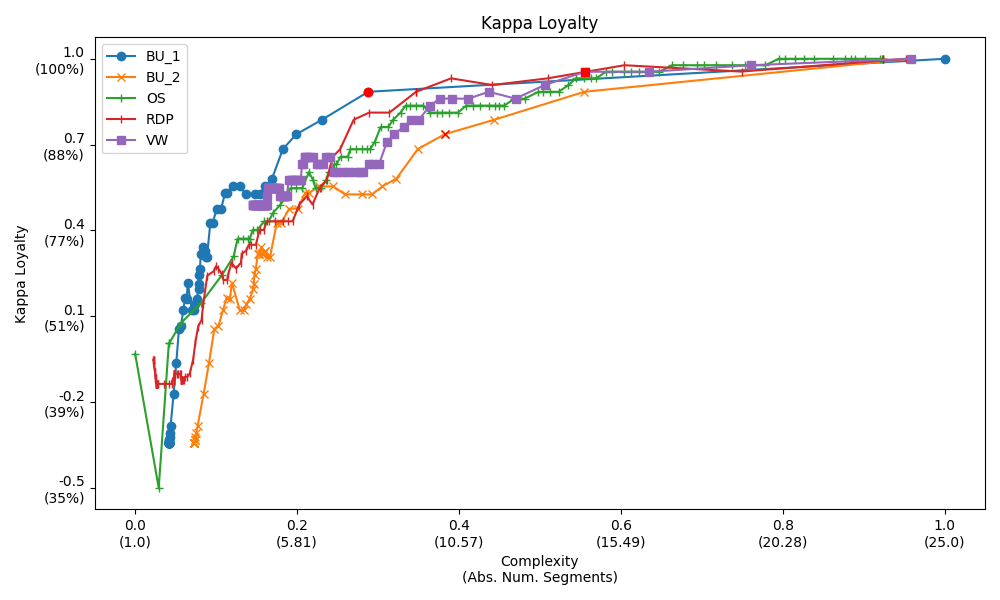 Kappa Loyalty
BU_1
BU_2
OS
RDP
VW
Kappa Loyalty
1.0
(100%)
0.7
(88%)
0.4
(77%)
0.1
(51%)
-0.2
(39%)
-0.5
(35%)
0.0
(1.0)
0.2
(5.81)
0.4
(10.57)
0.6
(15.49)
0.8
(20.28)
1.0
(25.0)
Complexity
(Abs. Num. Segments)